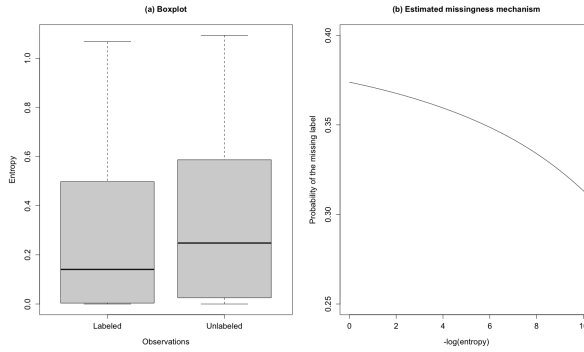 (a) Boxplot
Entropy
0.0
0.2
0.4
0.6
0.8
1.0
Labeled
Unlabeled
Observations
(b) Estimated missingness mechanism
Probability of the missing label
0.25
0.30
0.35
0.40
0
2
4
6
8
10
-log(entropy)